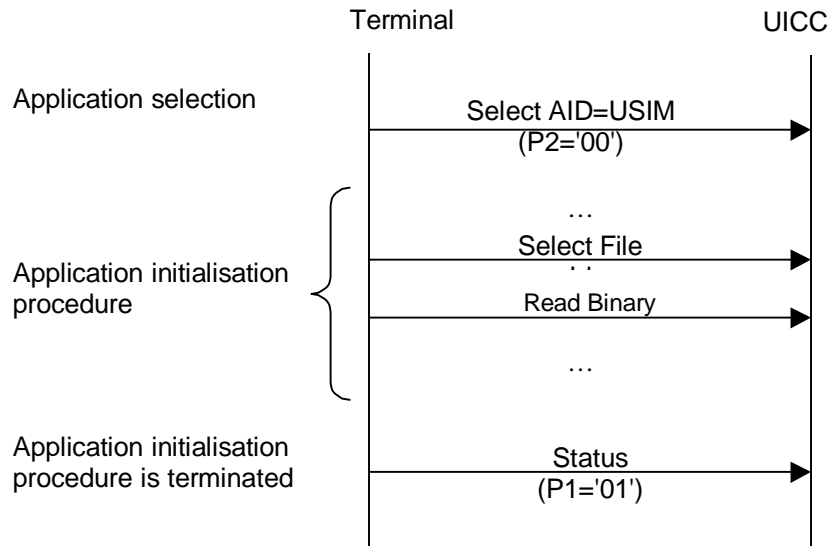 Terminal
UICC
Application selection
Select AID=USIM
(P2='00')
...
Select File
Application initialisation
procedure
Read Binary
...
Application initialisation
procedure is terminated
Status
(P1='01')